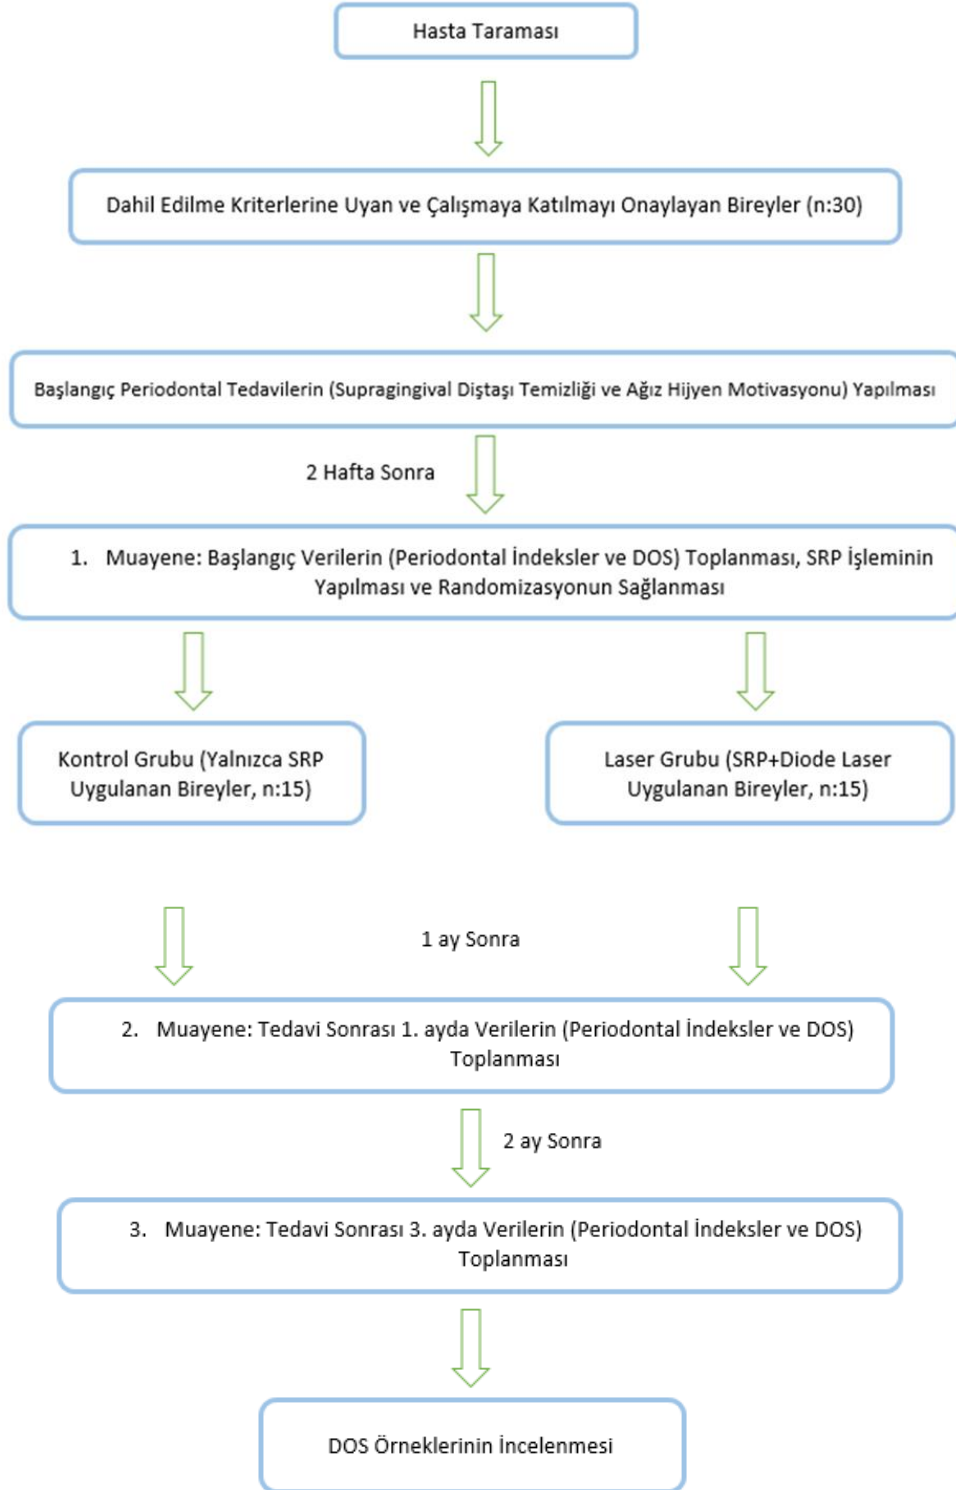 Hasta Taraması
Dahil Edilme Kriterlerine Uyan ve Çalışmaya Katılmayı Onaylayan Bireyler (n:30)
Başlangıç Periodontal Tedavilerin (Supragingival Diştaşı Temizliği ve Ağız Hijyen Motivasyonu) Yapılması
2 Hafta Sonra
1. Muayene: Başlangıç Verilerin (Periodontal İndeksler ve DOS) Toplanması, SRP İşleminin
Yapılması ve Randomizasyonun Sağlanması
Kontrol Grubu (Yalnızca SRP
Uygulanan Bireyler, n:15)
Laser Grubu (SRP+Diode Laser
Uygulanan Bireyler, n:15)
1 ay Sonra
2. Muayene: Tedavi Sonrası 1. ayda Verilerin (Periodontal İndeksler ve DOS)
Toplanması
2 ay Sonra
3. Muayene: Tedavi Sonrası 3. ayda Verilerin (Periodontal İndeksler ve DOS)
Toplanması
DOS Örneklerinin İncelenmesi